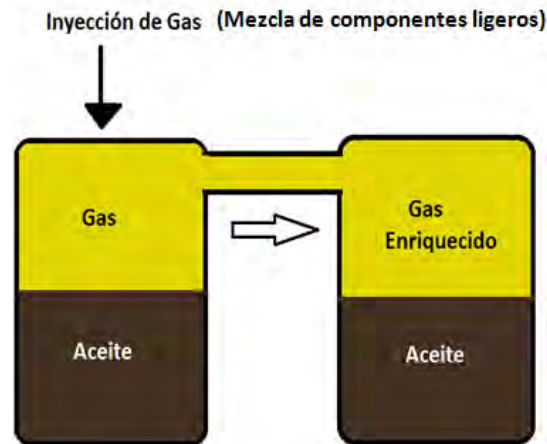 Inyección de Gas (Mezcla de componentes ligeros)
Gas
Gas
Enriquecido
Aceite
Aceite